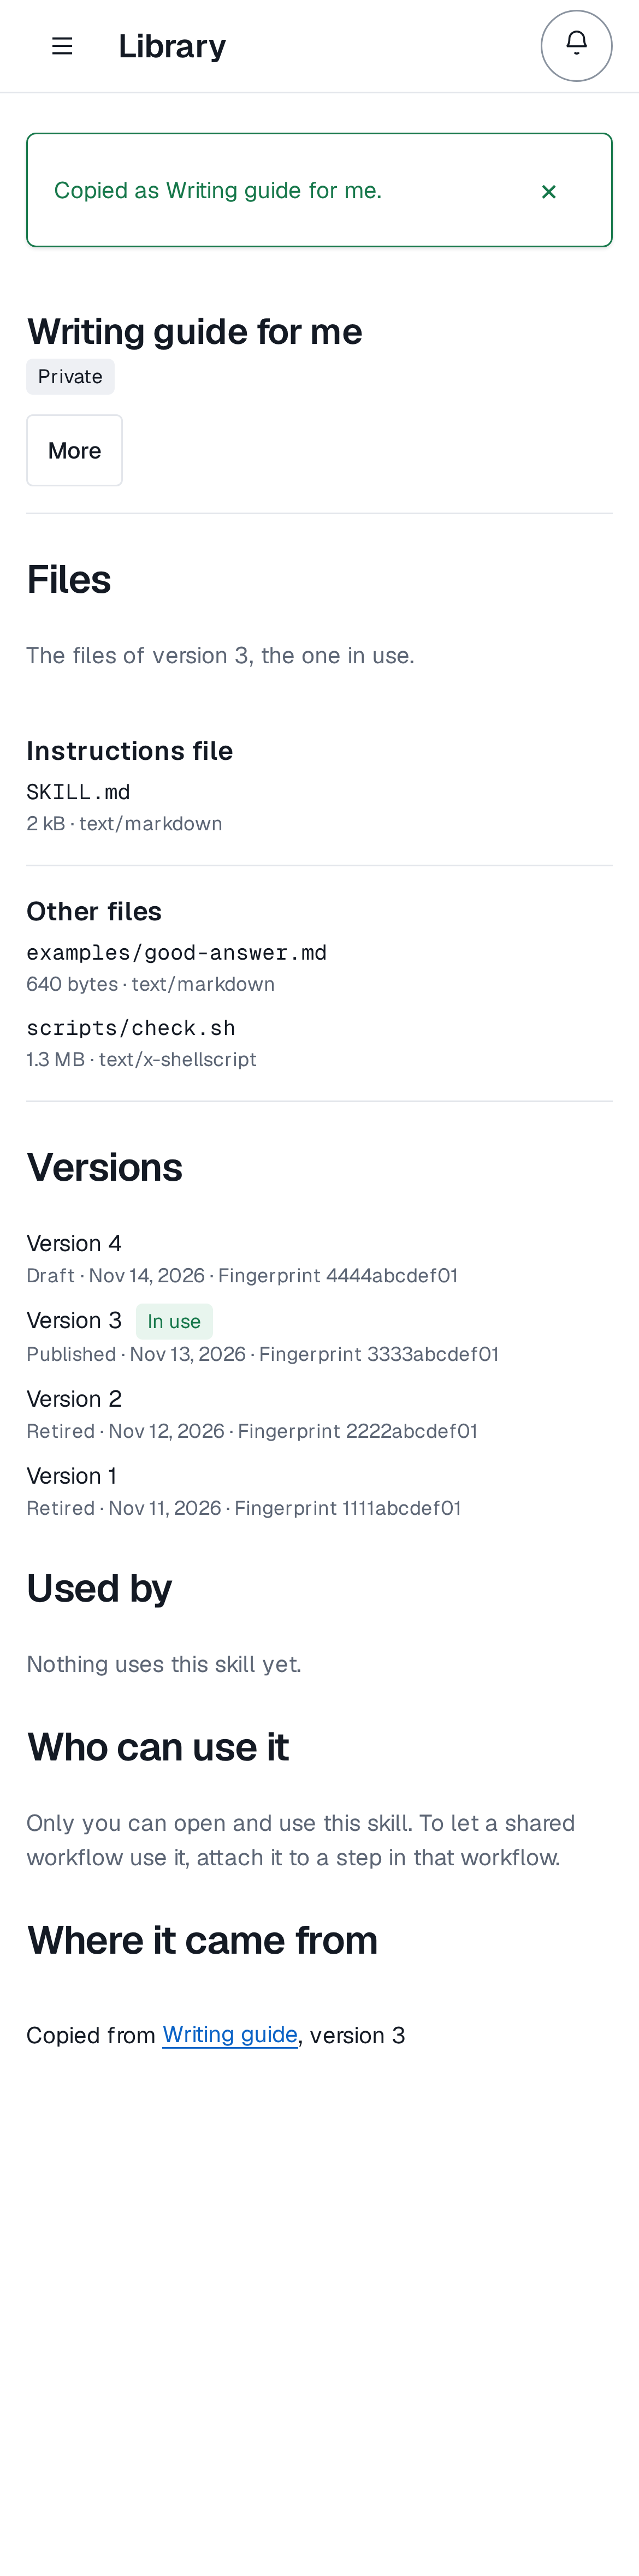 Library
Copied as Writing guide for me.
Writing guide for me
Private
More
Files
The files of version 3, the one in use.
Instructions file
SKILL.md
2 kB · text/markdown
Other files
examples/good-answer.md
640 bytes · text/markdown
scripts/check.sh
1.3 MB · text/x-shellscript
Versions
Version 4
Draft · Nov 14, 2026 · Fingerprint 4444abcdef01
Version 3 In use
Published · Nov 13, 2026 · Fingerprint 3333abcdef01
Version 2
Retired · Nov 12, 2026 · Fingerprint 2222abcdef01
Version 1
Retired · Nov 11, 2026 · Fingerprint 1111abcdef01
Used by
Nothing uses this skill yet.
Who can use it
Only you can open and use this skill. To let a shared
workflow use it, attach it to a step in that workflow.
Where it came from
Copied from Writing guide, version 3